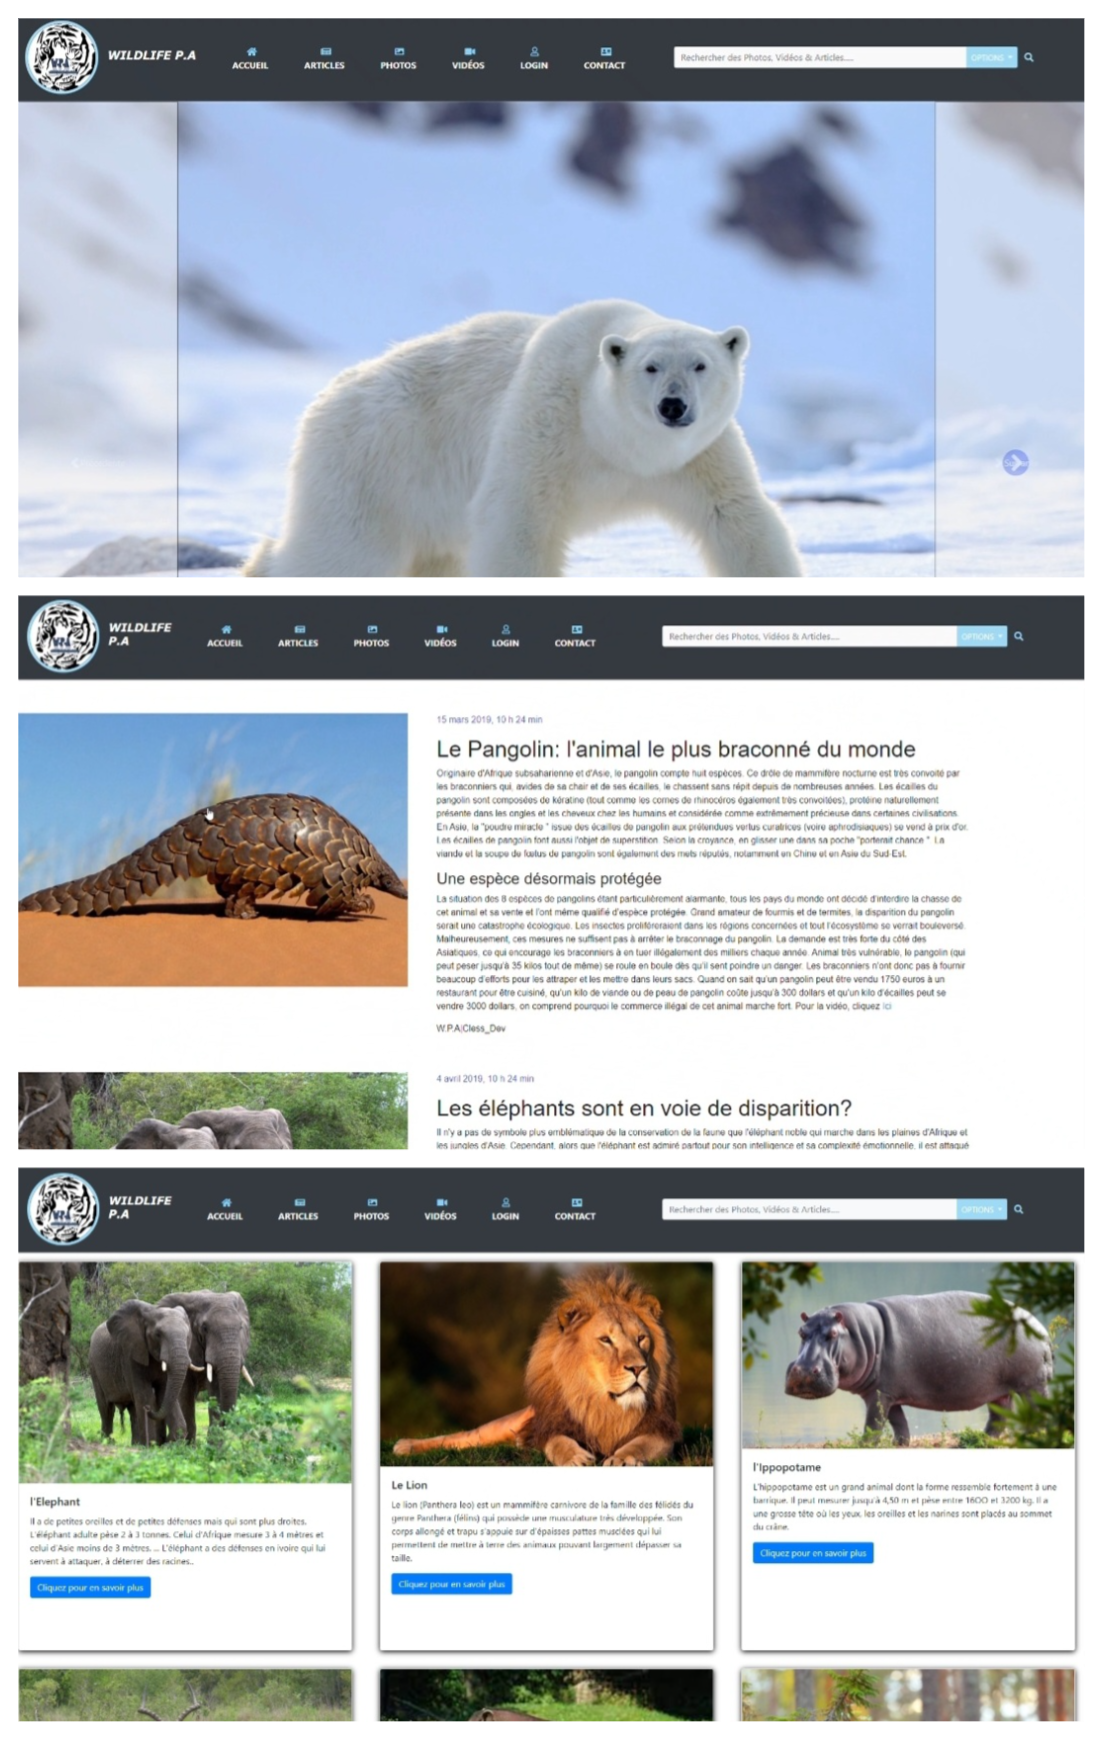 WILDLIFE P.A
ACCUEIL ARTICLES PHOTOS VIDÉOS LOGIN CONTACT
Rechercher des Photos, Vidéos & Articles.... OPTIONS
WILDLIFE
P.A
ACCUEIL ARTICLES PHOTOS VIDÉOS LOGIN CONTACT
Rechercher des Photos, Vidéos & Articles.... OPTIONS
15 mars 2019, 10 h 24 min
Le Pangolin: l'animal le plus braconné du monde
Originaire d'Afrique subsaharienne et d'Asie, le pangolin compte huit espèces. Ce drôle de mammifère nocturne est très convoité par
les braconniers qui, avides de sa chair et de ses écailles, le chassent sans répit depuis de nombreuses années. Les écailles du
pangolin sont composées de kératine (tout comme les cornes de rhinocéros également très convoitées), protéine naturellement
présente dans les ongles et les cheveux chez les humains et considérée comme extrêmement précieuse dans certaines civilisations.
En Asie, la "poudre miracle " issue des écailles de pangolin aux prétendues vertus curatrices (voire aphrodisiaques) se vend à prix d'or.
Les écailles de pangolin font aussi l'objet de superstition. Selon la croyance, en glisser une dans sa poche "porterait chance ". La
viande et la soupe de fœtus de pangolin sont également des mets réputés, notamment en Chine et en Asie du Sud-Est.
Une espèce désormais protégée
La situation des 8 espèces de pangolins étant particulièrement alarmante, tous les pays du monde ont décidé d'interdire la chasse de
cet animal et sa vente et l'ont même qualifié d'espèce protégée. Grand amateur de fourmis et de termites, la disparition du pangolin
serait une catastrophe écologique. Les insectes proliféreraient dans les régions concernées et tout l'écosystème se verrait bouleversé.
Malheureusement, ces mesures ne suffisent pas à arrêter le braconnage du pangolin. La demande est très forte du côté des
Asiatiques, ce qui encourage les braconniers à en tuer illégalement des milliers chaque année. Animal très vulnérable, le pangolin (qui
peut peser jusqu'à 35 kilos tout de même) se roule en boule dès qu'il sent poindre un danger. Les braconniers n'ont donc pas à fournir
beaucoup d'efforts pour les attraper et les mettre dans leurs sacs. Quand on sait qu'un pangolin peut être vendu 1750 euros à un
restaurant pour être cuisiné, qu'un kilo de viande ou de peau de pangolin coûte jusqu'à 300 dollars et qu'un kilo d'écailles peut se
vendre 3000 dollars, on comprend pourquoi le commerce illégal de cet animal marche fort. Pour la vidéo, cliquez ici
W.P.A|Cless_Dev
4 avril 2019, 10 h 24 min
Les éléphants sont en voie de disparition?
Il n'y a pas de symbole plus emblématique de la conservation de la faune que l'éléphant noble qui marche dans les plaines d'Afrique et
les jungles d'Asie. Cependant, alors que l'éléphant est admiré partout pour son intelligence et sa complexité émotionnelle, il est attaqué
WILDLIFE
P.A
ACCUEIL ARTICLES PHOTOS VIDÉOS LOGIN CONTACT
Rechercher des Photos, Vidéos & Articles.... OPTIONS
l'Elephant
Il a de petites oreilles et de petites défenses mais qui sont plus droites.
L'éléphant adulte pèse 2 à 3 tonnes. Celui d'Afrique mesure 3 à 4 mètres et
celui d'Asie moins de 3 mètres. ... L'éléphant a des défenses en ivoire qui lui
servent à attaquer, à déterrer des racines..
Cliquez pour en savoir plus
Le Lion
Le lion (Panthera leo) est un mammifère carnivore de la famille des félidés du
genre Panthera (félins) qui possède une musculature très développée. Son
corps allongé et trapu s'appuie sur d'épaisses pattes musclées qui lui
permettent de mettre à terre des animaux pouvant largement dépasser sa
taille.
Cliquez pour en savoir plus
l'Ippopotame
L'hippopotame est un grand animal dont la forme ressemble fortement à une
barrique. Il peut mesurer jusqu'à 4,50 m et pèse entre 1600 et 3200 kg. Il a
une grosse tête où les yeux, les oreilles et les narines sont placés au sommet
du crâne.
Cliquez pour en savoir plus